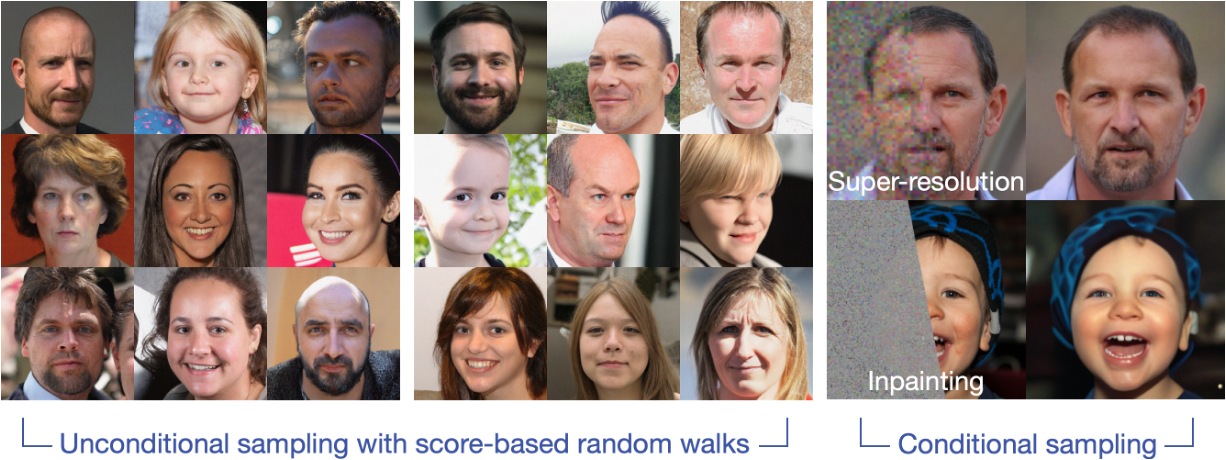 Super-resolution
Inpainting
Unconditional sampling with score-based random walks
Conditional sampling